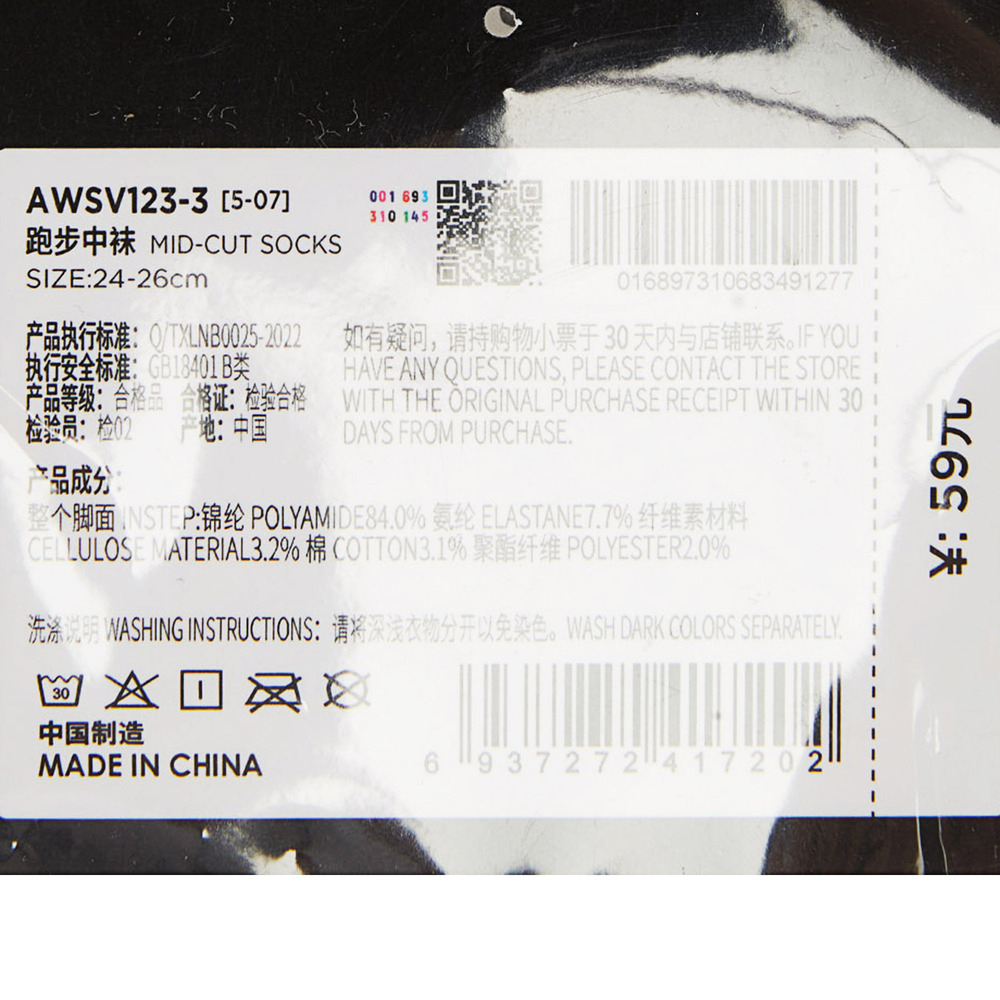 AWSV123-3 [5-07]
001 693
310 145
跑步中袜 MID-CUT SOCKS
SIZE:24-26cm
016897310683491277
产品执行标准：Q/TXLNB0025-2022
执行安全标准：GB18401 B类
产品等级：合格品 合格证：检验合格
检验员：检02 产地：中国
如有疑问，请持购物小票于 30 天内与店铺联系。IF YOU
HAVE ANY QUESTIONS, PLEASE CONTACT THE STORE
WITH THE ORIGINAL PURCHASE RECEIPT WITHIN 30
DAYS FROM PURCHASE.
产品成分：
整个脚面 INSTEP:锦纶 POLYAMIDE84.0% 氨纶 ELASTANE7.7% 纤维素材料
CELLULOSE MATERIAL3.2% 棉 COTTON3.1% 聚酯纤维 POLYESTER2.0%
洗涤说明 WASHING INSTRUCTIONS：请将深浅衣物分开以免染色。WASH DARK COLORS SEPARATELY.
30
中国制造
MADE IN CHINA
6 937272 417202
¥: 59元